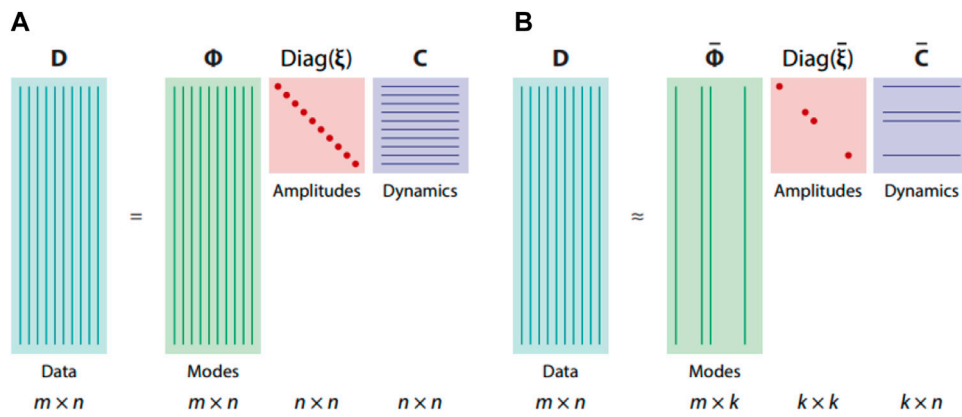 A
D Φ Diag(ξ) C
Amplitudes Dynamics
=
Data Modes
m × n m × n n × n n × n
B
D Φ̄ Diag(ξ̄) C̄
Amplitudes Dynamics
≈
Data Modes
m × n m × k k × k k × n